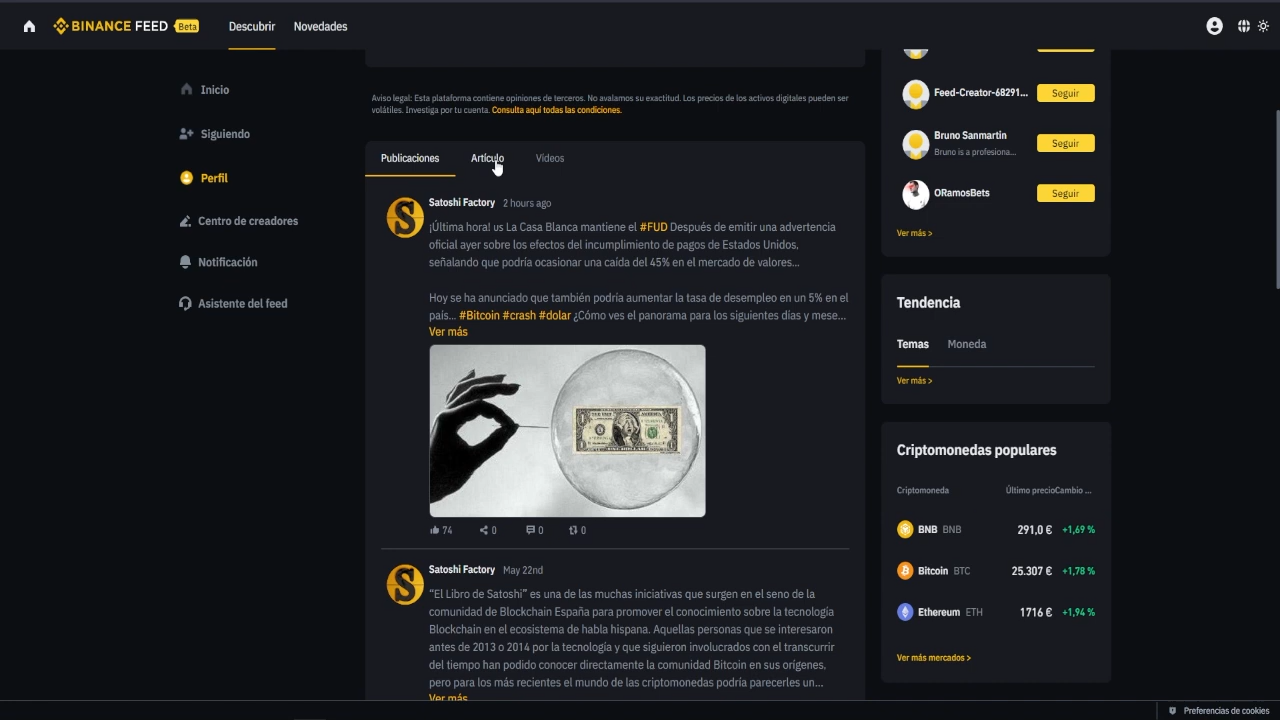 BINANCE FEED Beta
Descubrir
Novedades
Inicio
Siguiendo
Perfil
Centro de creadores
Notificación
Asistente del feed
Aviso legal: Esta plataforma contiene opiniones de terceros. No avalamos su exactitud. Los precios de los activos digitales pueden ser
volátiles. Investiga por tu cuenta. Consulta aquí todas las condiciones.
Publicaciones
Artículo
Videos
Satoshi Factory 2 hours ago
¡Última hora! us La Casa Blanca mantiene el #FUD Después de emitir una advertencia
oficial ayer sobre los efectos del incumplimiento de pagos de Estados Unidos,
señalando que podría ocasionar una caida del 45% en el mercado de valores...
Hoy se ha anunciado que también podría aumentar la tasa de desempleo en un 5% en el
pais... #Bitcoin #crash #dolar ¿Cómo ves el panorama para los siguientes días y mese...
Ver más
74
0
0
0
Satoshi Factory May 22nd
“El Libro de Satoshi” es una de las muchas iniciativas que surgen en el seno de la
comunidad de Blockchain España para promover el conocimiento sobre la tecnología
Blockchain en el ecosistema de habla hispana. Aquellas personas que se interesaron
antes de 2013 o 2014 por la tecnología y que siguieron involucrados con el transcurrir
del tiempo han podido conocer directamente la comunidad Bitcoin en sus orígenes,
pero para los más recientes el mundo de las criptomonedas podría parecerles un...
Ver más
Feed-Creator-68291... Seguir
Bruno Sanmartin
Bruno is a profesiona...
Seguir
ORamosBets Seguir
Ver más >
Tendencia
Temas Moneda
Ver más >
Criptomonedas populares
Criptomoneda Último precioCambio ...
BNB BNB 291,0 € +1,69 %
Bitcoin BTC 25.307 € +1,78 %
Ethereum ETH 1716 € +1,94 %
Ver más mercados >
Preferencias de cookies